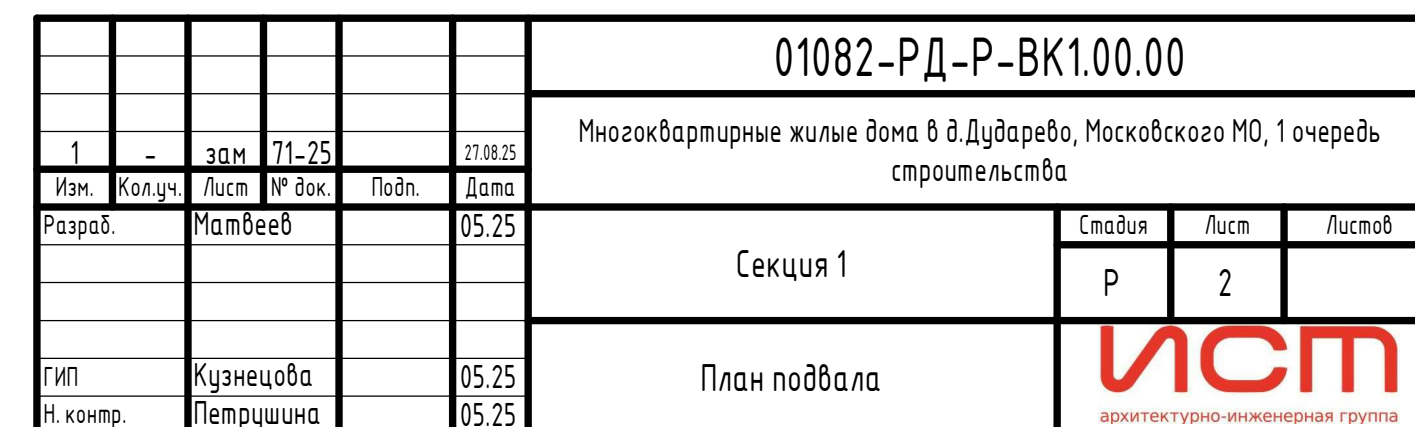 01082-РД-Р-ВК1.00.00
Многоквартирные жилые дома в д.Дударево, Московского МО, 1 очередь
строительства
1 - зам 71-25 27.08.25
Изм. Кол.уч. Лист № док. Подп. Дата
Разраб. Матвеев 05.25
Секция 1
Стадия Лист Листов
Р 2
ГИП Кузнецова 05.25
План подвала
Н. контр. Петрушина 05.25
ИСТ
архитектурно-инженерная группа